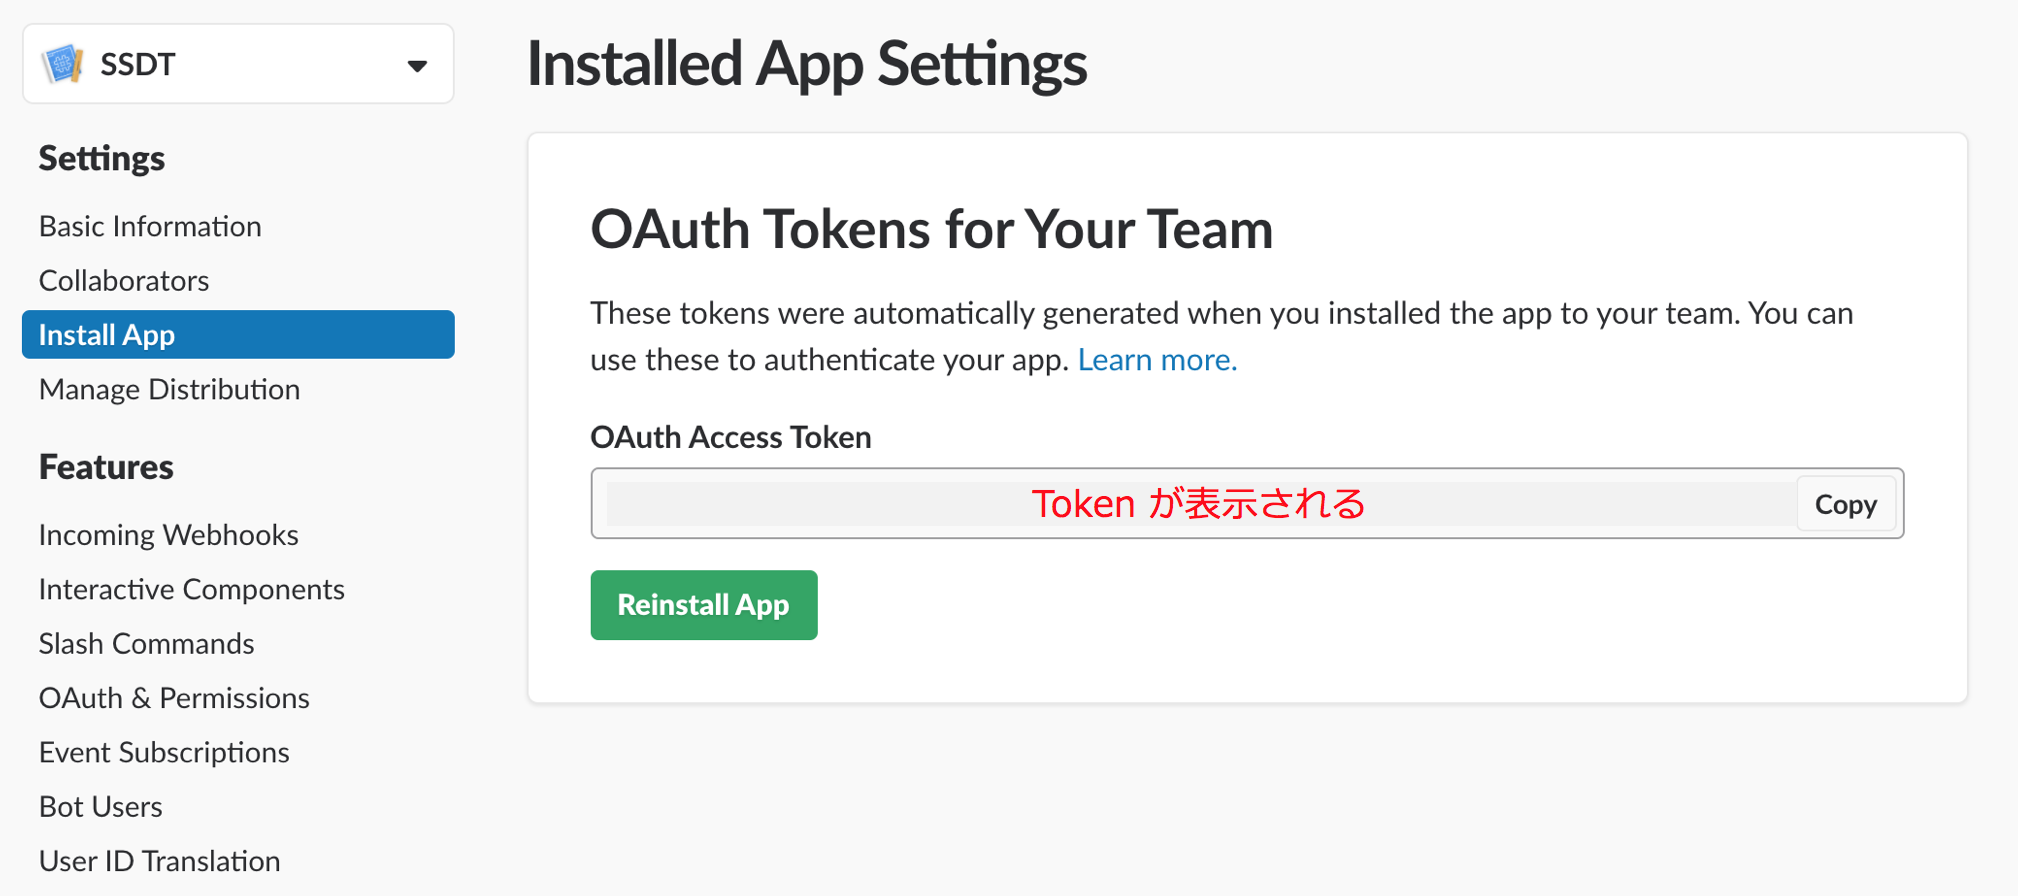 SSDT
Settings
Basic Information
Collaborators
Install App
Manage Distribution
Features
Incoming Webhooks
Interactive Components
Slash Commands
OAuth & Permissions
Event Subscriptions
Bot Users
User ID Translation
Installed App Settings
OAuth Tokens for Your Team
These tokens were automatically generated when you installed the app to your team. You can
use these to authenticate your app. Learn more.
OAuth Access Token
Token が表示される
Copy
Reinstall App